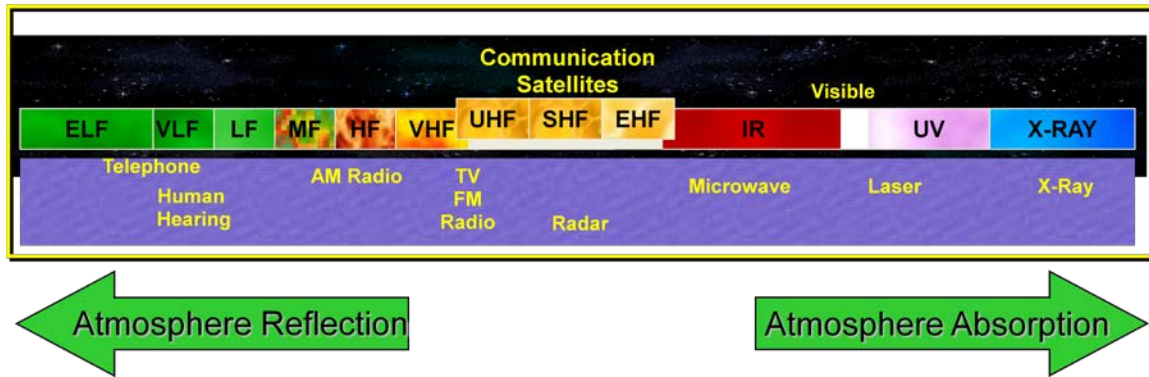 Communication
Satellites
Visible
ELF VLF LF MF HF VHF UHF SHF EHF IR UV X-RAY
Telephone
Human
Hearing
AM Radio
TV
FM
Radio
Radar
Microwave
Laser
X-Ray
Atmosphere Reflection
Atmosphere Absorption